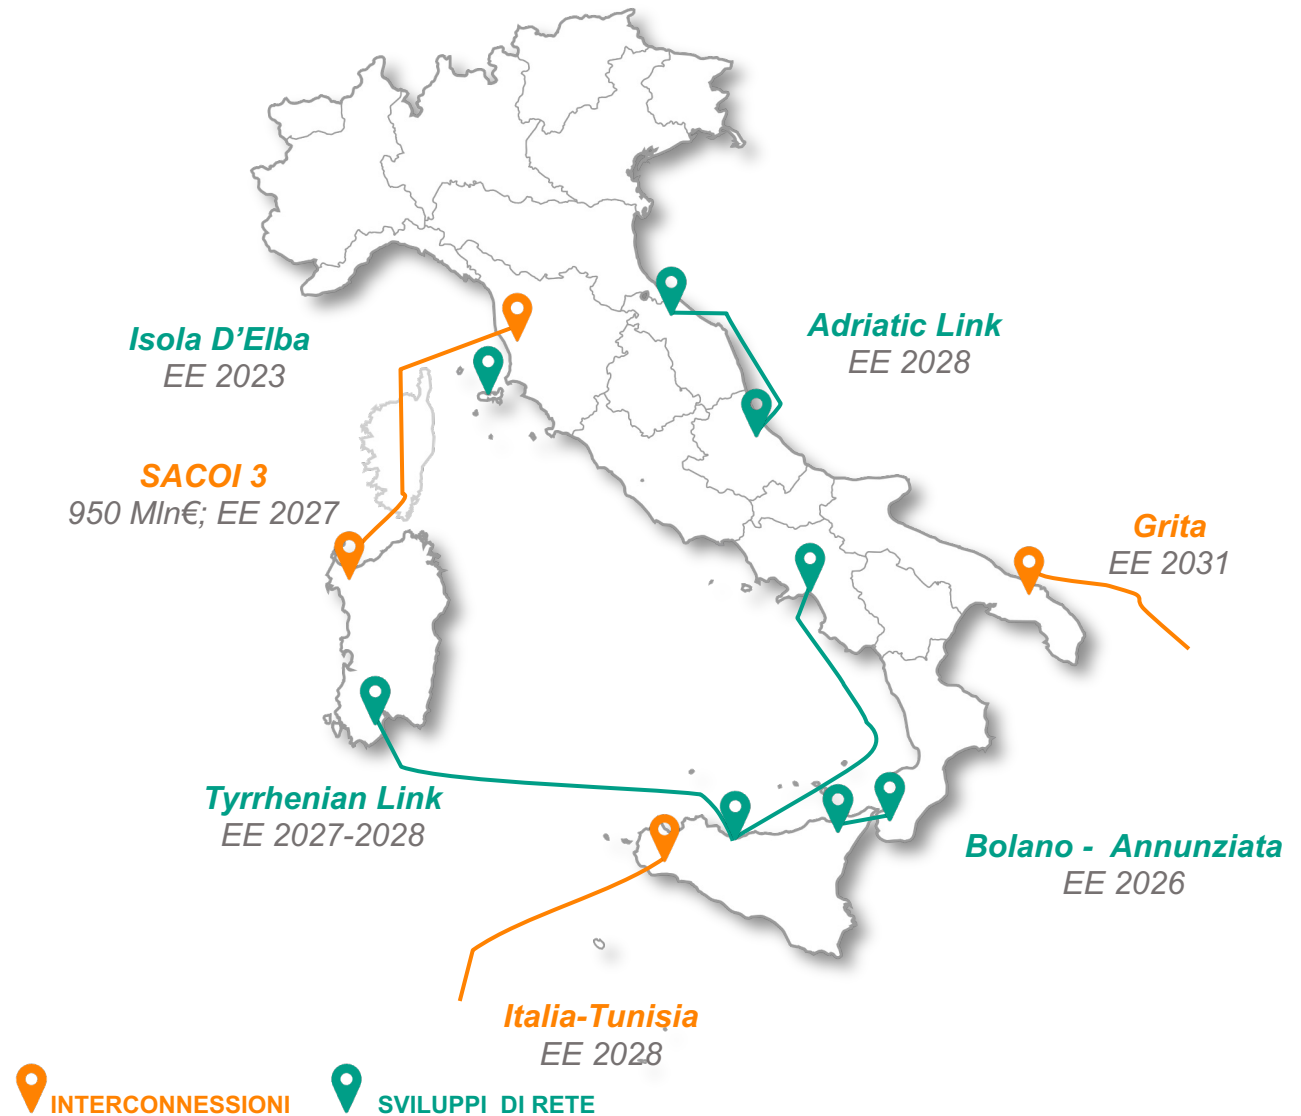 Isola D'Elba
EE 2023
Adriatic Link
EE 2028
SACOI 3
950 Mln€; EE 2027
Grita
EE 2031
Tyrrhenian Link
EE 2027-2028
Bolano - Annunziata
EE 2026
Italia-Tunisia
EE 2028
INTERCONNESSIONI
SVILUPPI DI RETE